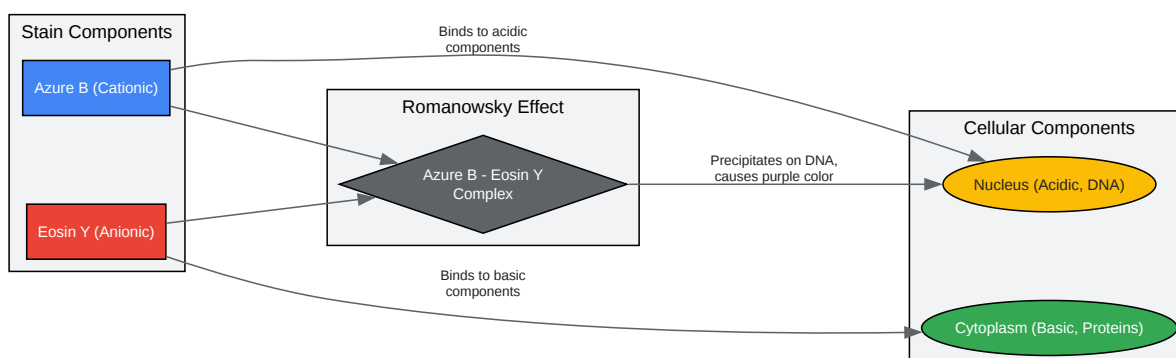 Stain Components
Azure B (Cationic)
Eosin Y (Anionic)
Binds to acidic
components
Romanowsky Effect
Azure B - Eosin Y
Complex
Precipitates on DNA,
causes purple color
Binds to basic
components
Cellular Components
Nucleus (Acidic, DNA)
Cytoplasm (Basic, Proteins)